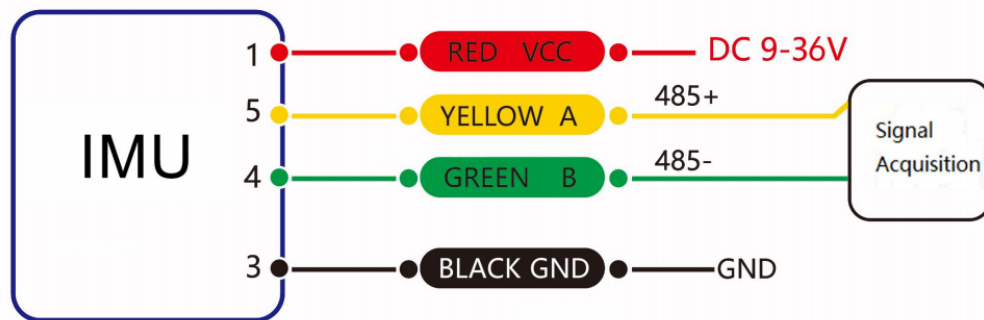 1 RED VCC DC 9-36V
5 YELLOW A 485+
IMU
Signal
Acquisition
4 GREEN B 485-
3 BLACK GND GND